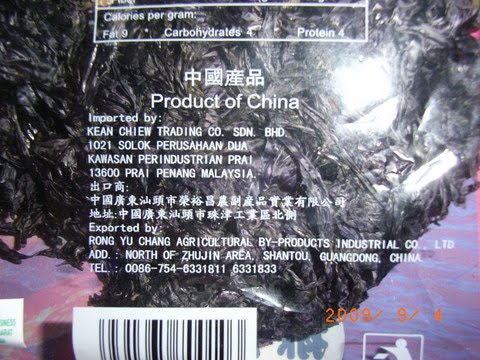 Calories per gram:
Fat 9 * Carbohydrates 4 * Protein 4
中國産品
Product of China
Imported by:
KEAN CHIEW TRADING CO. SDN. BHD.
1021 SOLOK PERUSAHAAN DUA
KAWASAN PERINDUSTRIAN PRAI
13600 PRAI PENANG MALAYSIA
出口商:
中國廣東汕頭市榮裕昌農副産品實業有限公司
地址:中國廣東汕頭市珠津工業區北側
Exported by:
RONG YU CHANG AGRICULTURAL BY-PRODUCTS INDUSTRIAL CO., LTD
ADD.: NORTH OF ZHUJIN AREA, SHANTOU, GUANGDONG, CHINA
TEL.: 0086-754-6331811 6331833
2009/ 9/ 4